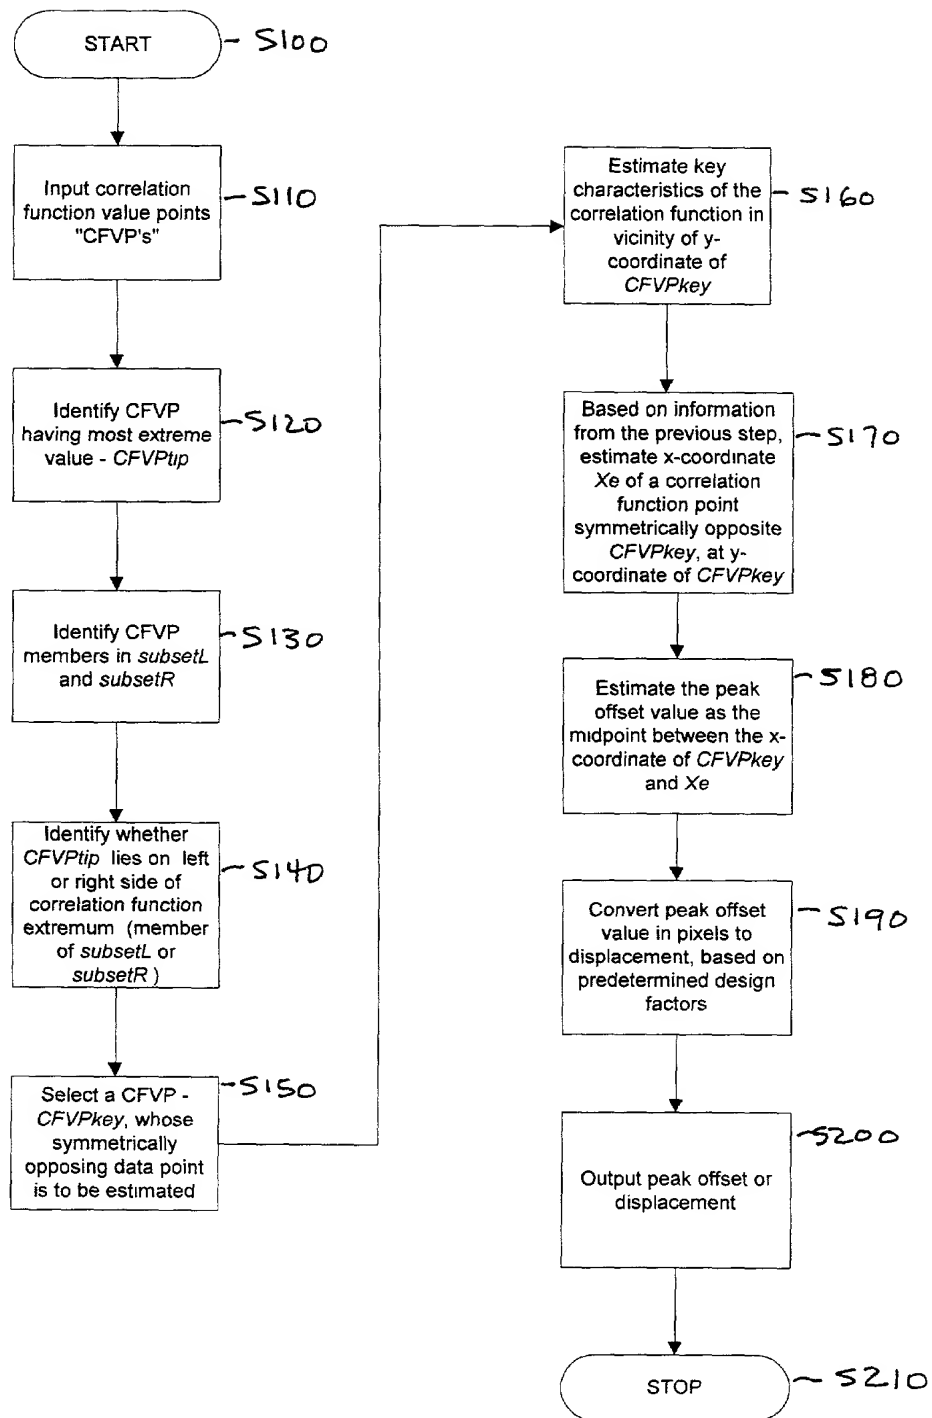 START
S100
Input correlation
function value points
"CFVP's"
S110
Identify CFVP
having most extreme
value - CFVPtip
S120
Identify CFVP
members in subsetL
and subsetR
S130
Identify whether
CFVPtip lies on left
or right side of
correlation function
extremum (member
of subsetL or
subsetR )
S140
Select a CFVP -
CFVPkey, whose
symmetrically
opposing data point
is to be estimated
S150
Estimate key
characteristics of the
correlation function in
vicinity of y-
coordinate of
CFVPkey
S160
Based on information
from the previous step,
estimate x-coordinate
Xe of a correlation
function point
symmetrically opposite
CFVPkey, at y-
coordinate of CFVPkey
S170
Estimate the peak
offset value as the
midpoint between the x-
coordinate of CFVPkey
and Xe
S180
Convert peak offset
value in pixels to
displacement, based on
predetermined design
factors
S190
Output peak offset or
displacement
S200
STOP
S210